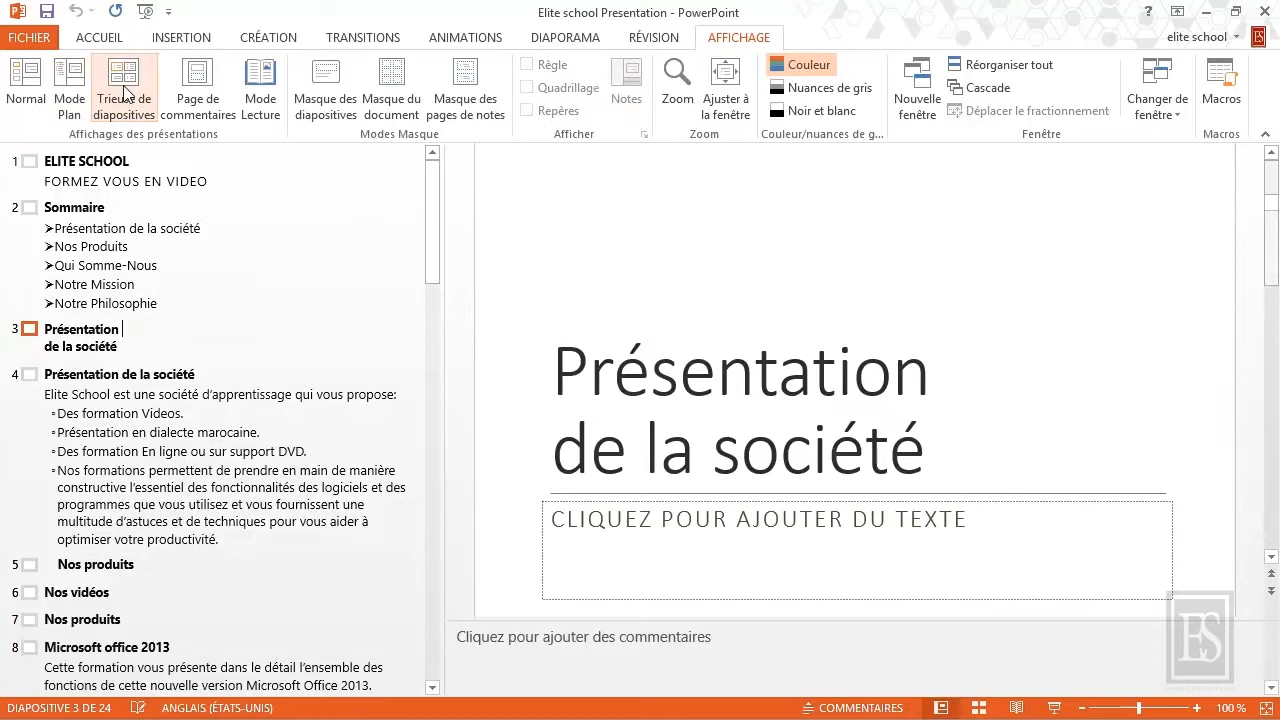 Elite school Presentation - PowerPoint
?
FICHIER ACCUEIL INSERTION CRÉATION TRANSITIONS ANIMATIONS DIAPORAMA RÉVISION AFFICHAGE elite school ES
Normal
Mode Plan
Trieuse de diapositives
Page de commentaires
Mode Lecture
Affichages des présentations
Masque des diapositives
Masque du document
Masque des pages de notes
Modes Masque
Règle
Quadrillage
Repères
Notes
Afficher
Zoom
Ajuster à la fenêtre
Zoom
Couleur
Nuances de gris
Noir et blanc
Couleur/nuances de g...
Nouvelle fenêtre
Réorganiser tout
Cascade
Déplacer le fractionnement
Changer de fenêtre
Fenêtre
Macros
Macros
1 ELITE SCHOOL
FORMEZ VOUS EN VIDEO
2 Sommaire
➢Présentation de la société
➢Nos Produits
➢Qui Somme-Nous
➢Notre Mission
➢Notre Philosophie
3 Présentation
de la société
4 Présentation de la société
Elite School est une société d'apprentissage qui vous propose:
▫Des formation Videos.
▫Présentation en dialecte marocaine.
▫Des formation En ligne ou sur support DVD.
▫Nos formations permettent de prendre en main de manière
constructive l'essentiel des fonctionnalités des logiciels et des
programmes que vous utilisez et vous fournissent une
multitude d'astuces et de techniques pour vous aider à
optimiser votre productivité.
5 Nos produits
6 Nos vidéos
7 Nos produits
8 Microsoft office 2013
Cette formation vous présente dans le détail l'ensemble des
fonctions de cette nouvelle version Microsoft Office 2013.
Présentation
de la société
CLIQUEZ POUR AJOUTER DU TEXTE
Cliquez pour ajouter des commentaires
ES
DIAPOSITIVE 3 DE 24 ANGLAIS (ÉTATS-UNIS) COMMENTAIRES 100 %